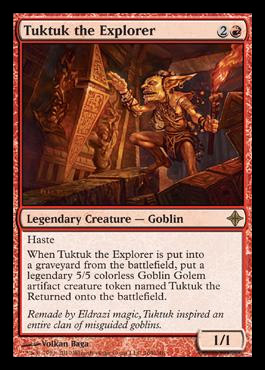 Tuktuk the Explorer 2
Legendary Creature — Goblin
Haste
When Tuktuk the Explorer is put into
a graveyard from the battlefield, put a
legendary 5/5 colorless Goblin Golem
artifact creature token named Tuktuk the
Returned onto the battlefield.
Remade by Eldrazi magic, Tuktuk inspired an
entire clan of misguided goblins.
Volkan Baga
1/1